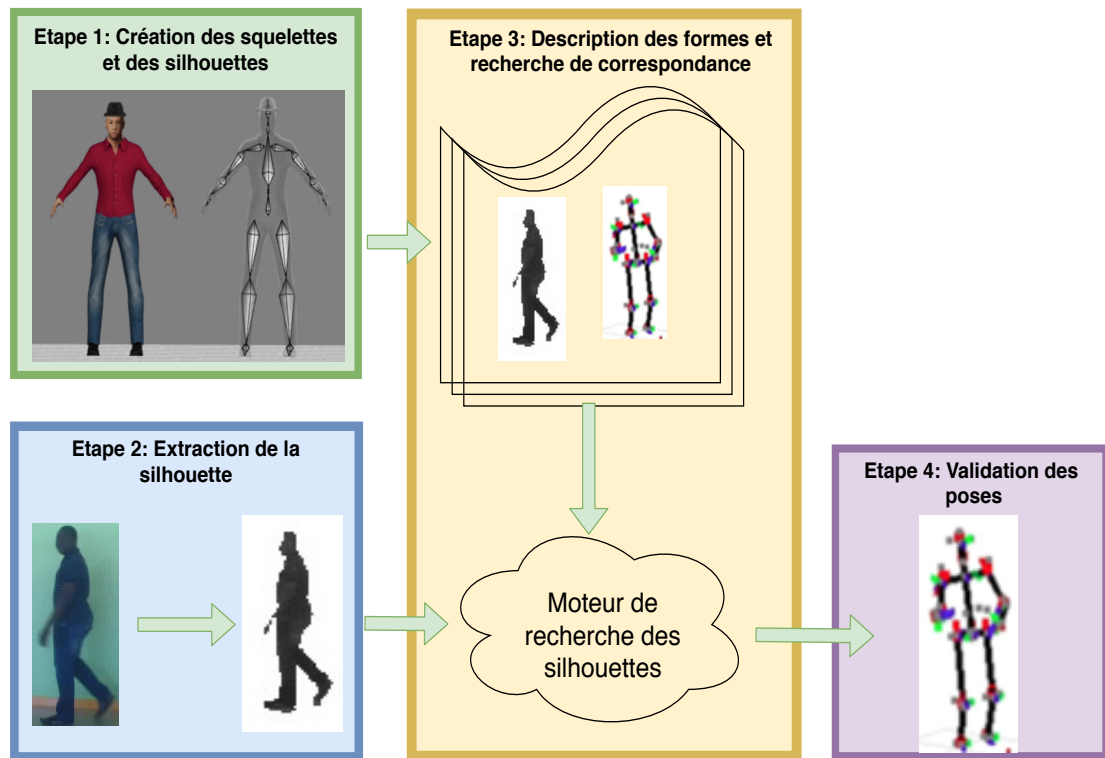 Etape 1: Création des squelettes
et des silhouettes
Etape 3: Description des formes et
recherche de correspondance
Etape 2: Extraction de la
silhouette
Etape 4: Validation des
poses
Moteur de
recherche des
silhouettes